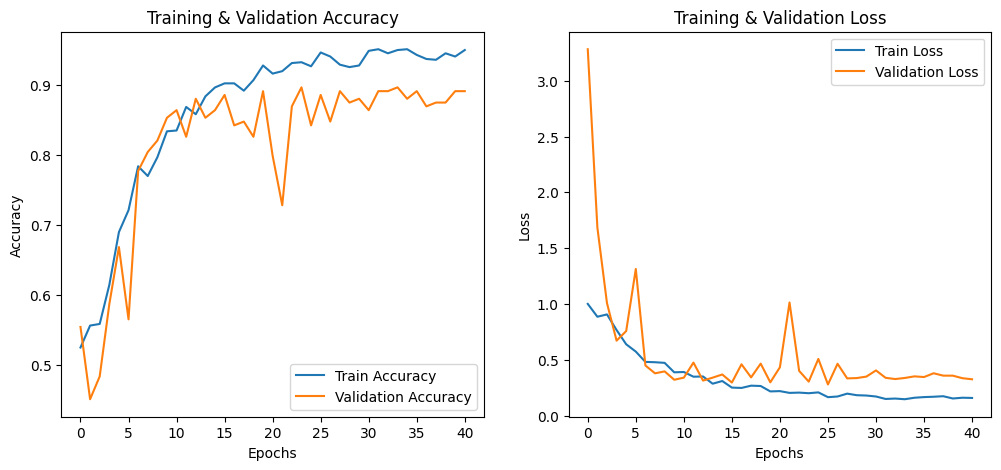 Training & Validation Accuracy
Accuracy
0.9
0.8
0.7
0.6
0.5
Train Accuracy
Validation Accuracy
0 5 10 15 20 25 30 35 40
Epochs
Training & Validation Loss
Loss
3.0
2.5
2.0
1.5
1.0
0.5
0.0
Train Loss
Validation Loss
0 5 10 15 20 25 30 35 40
Epochs